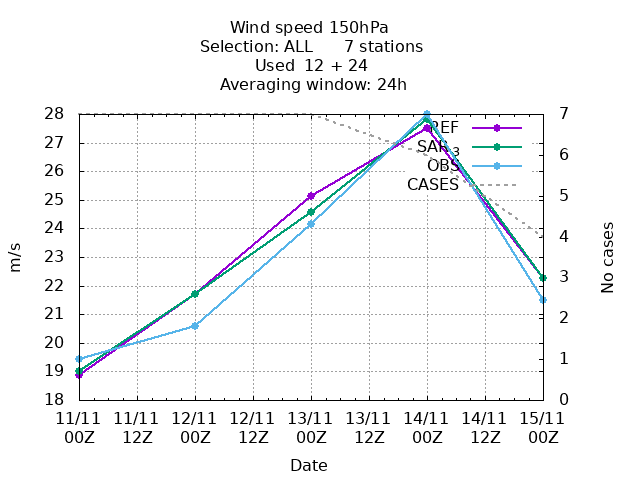 Wind speed 150hPa
Selection: ALL 7 stations
Used 12 + 24
Averaging window: 24h
28
27
26
25
24
23
22
21
20
19
18
m/s
7
6
5
4
3
2
1
0
No cases
REF
OBS
CASES
11/11 00Z
11/11 12Z
12/11 00Z
12/11 12Z
13/11 00Z
13/11 12Z
14/11 00Z
14/11 12Z
15/11 00Z
Date